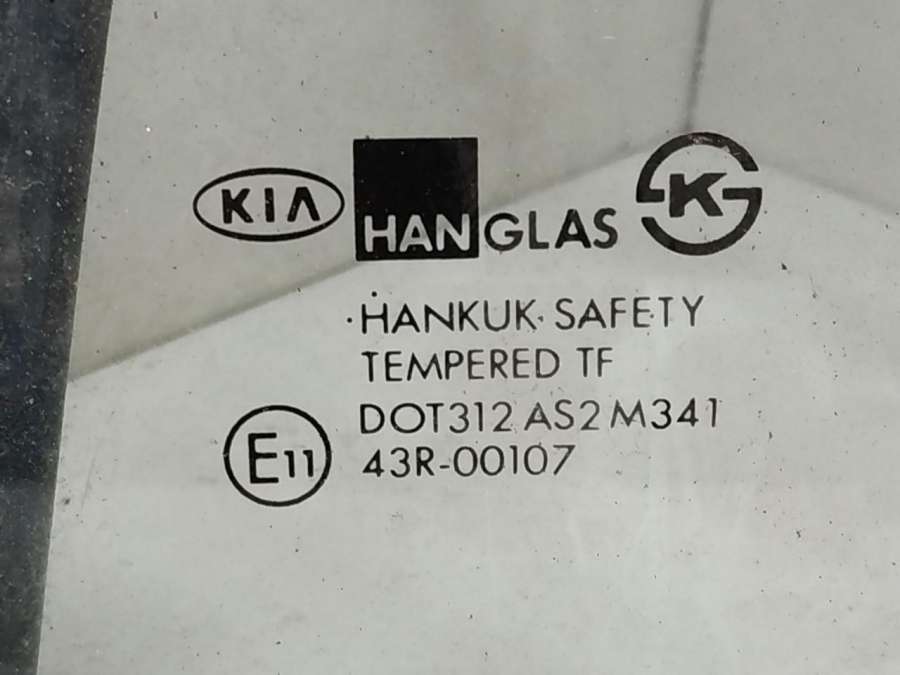 KIA HANGLAS K
·HANKUK· SAFETY
TEMPERED TF
DOT312 AS2 M341
E11 43R-00107